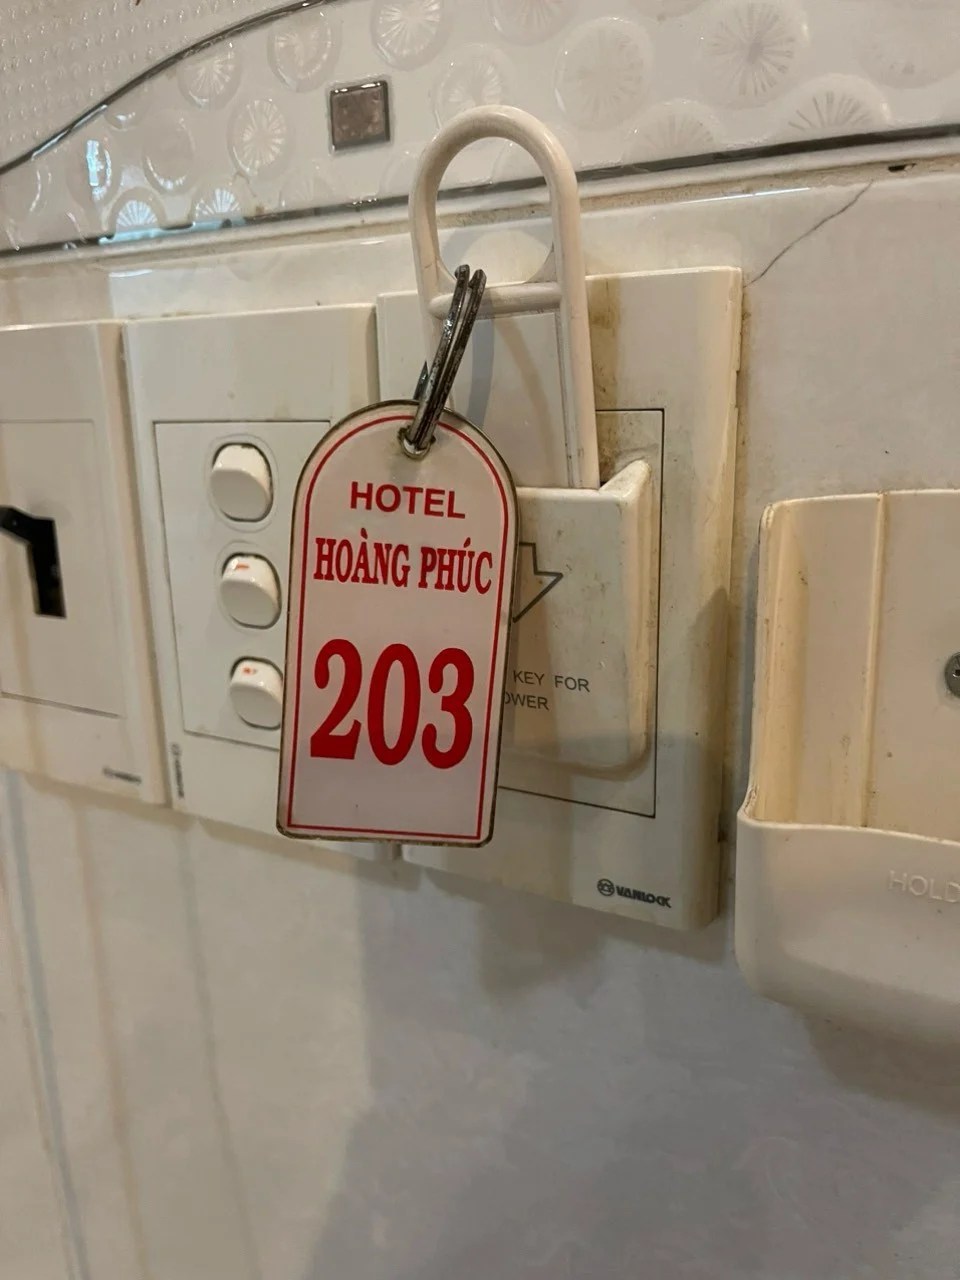 HOTEL
HOÀNG PHÚC
203
KEY FOR
OWER
VANLOCK
HOLD